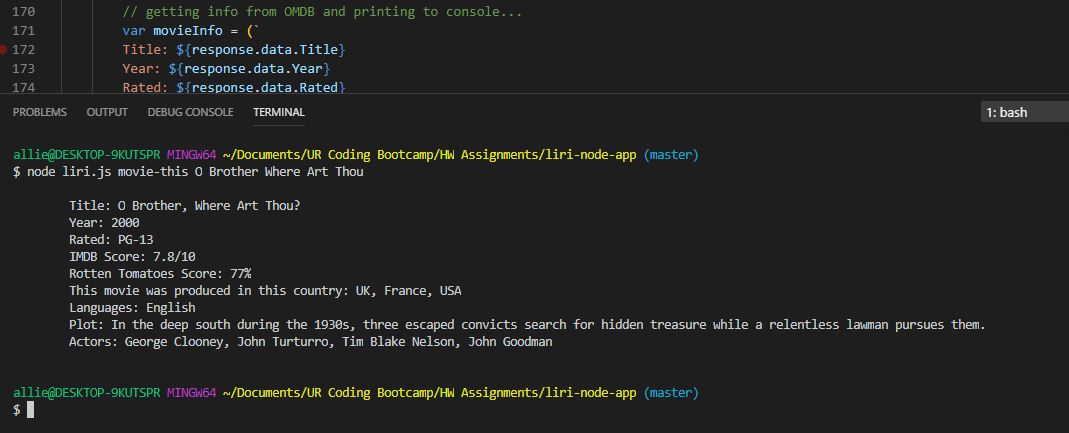 170 // getting info from OMDB and printing to console...
171 var movieInfo = (`
172 Title: ${response.data.Title}
173 Year: ${response.data.Year}
174 Rated: ${response.data.Rated}
PROBLEMS OUTPUT DEBUG CONSOLE TERMINAL 1: bash
allie@DESKTOP-9KUTSPR MINGW64 ~/Documents/UR Coding Bootcamp/HW Assignments/liri-node-app (master)
$ node liri.js movie-this O Brother Where Art Thou
Title: O Brother, Where Art Thou?
Year: 2000
Rated: PG-13
IMDB Score: 7.8/10
Rotten Tomatoes Score: 77%
This movie was produced in this country: UK, France, USA
Languages: English
Plot: In the deep south during the 1930s, three escaped convicts search for hidden treasure while a relentless lawman pursues them.
Actors: George Clooney, John Turturro, Tim Blake Nelson, John Goodman
allie@DESKTOP-9KUTSPR MINGW64 ~/Documents/UR Coding Bootcamp/HW Assignments/liri-node-app (master)
$